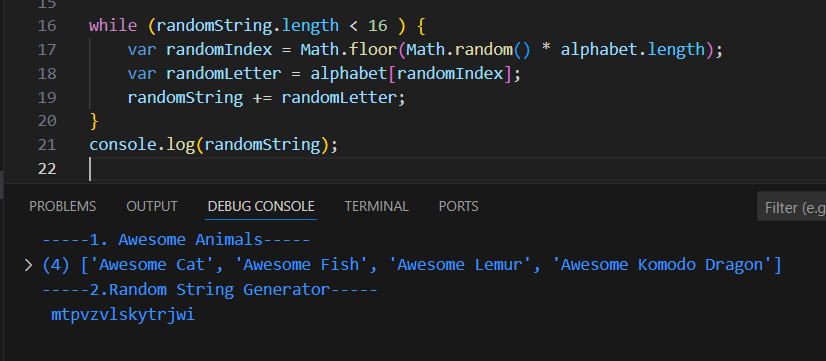 15
16 while (randomString.length < 16 ) {
17     var randomIndex = Math.floor(Math.random() * alphabet.length);
18     var randomLetter = alphabet[randomIndex];
19     randomString += randomLetter;
20 }
21 console.log(randomString);
22
PROBLEMS OUTPUT DEBUG CONSOLE TERMINAL PORTS Filter (e.g
-----1. Awesome Animals-----
> (4) ['Awesome Cat', 'Awesome Fish', 'Awesome Lemur', 'Awesome Komodo Dragon']
-----2.Random String Generator-----
mtpvzvlskytrjwi